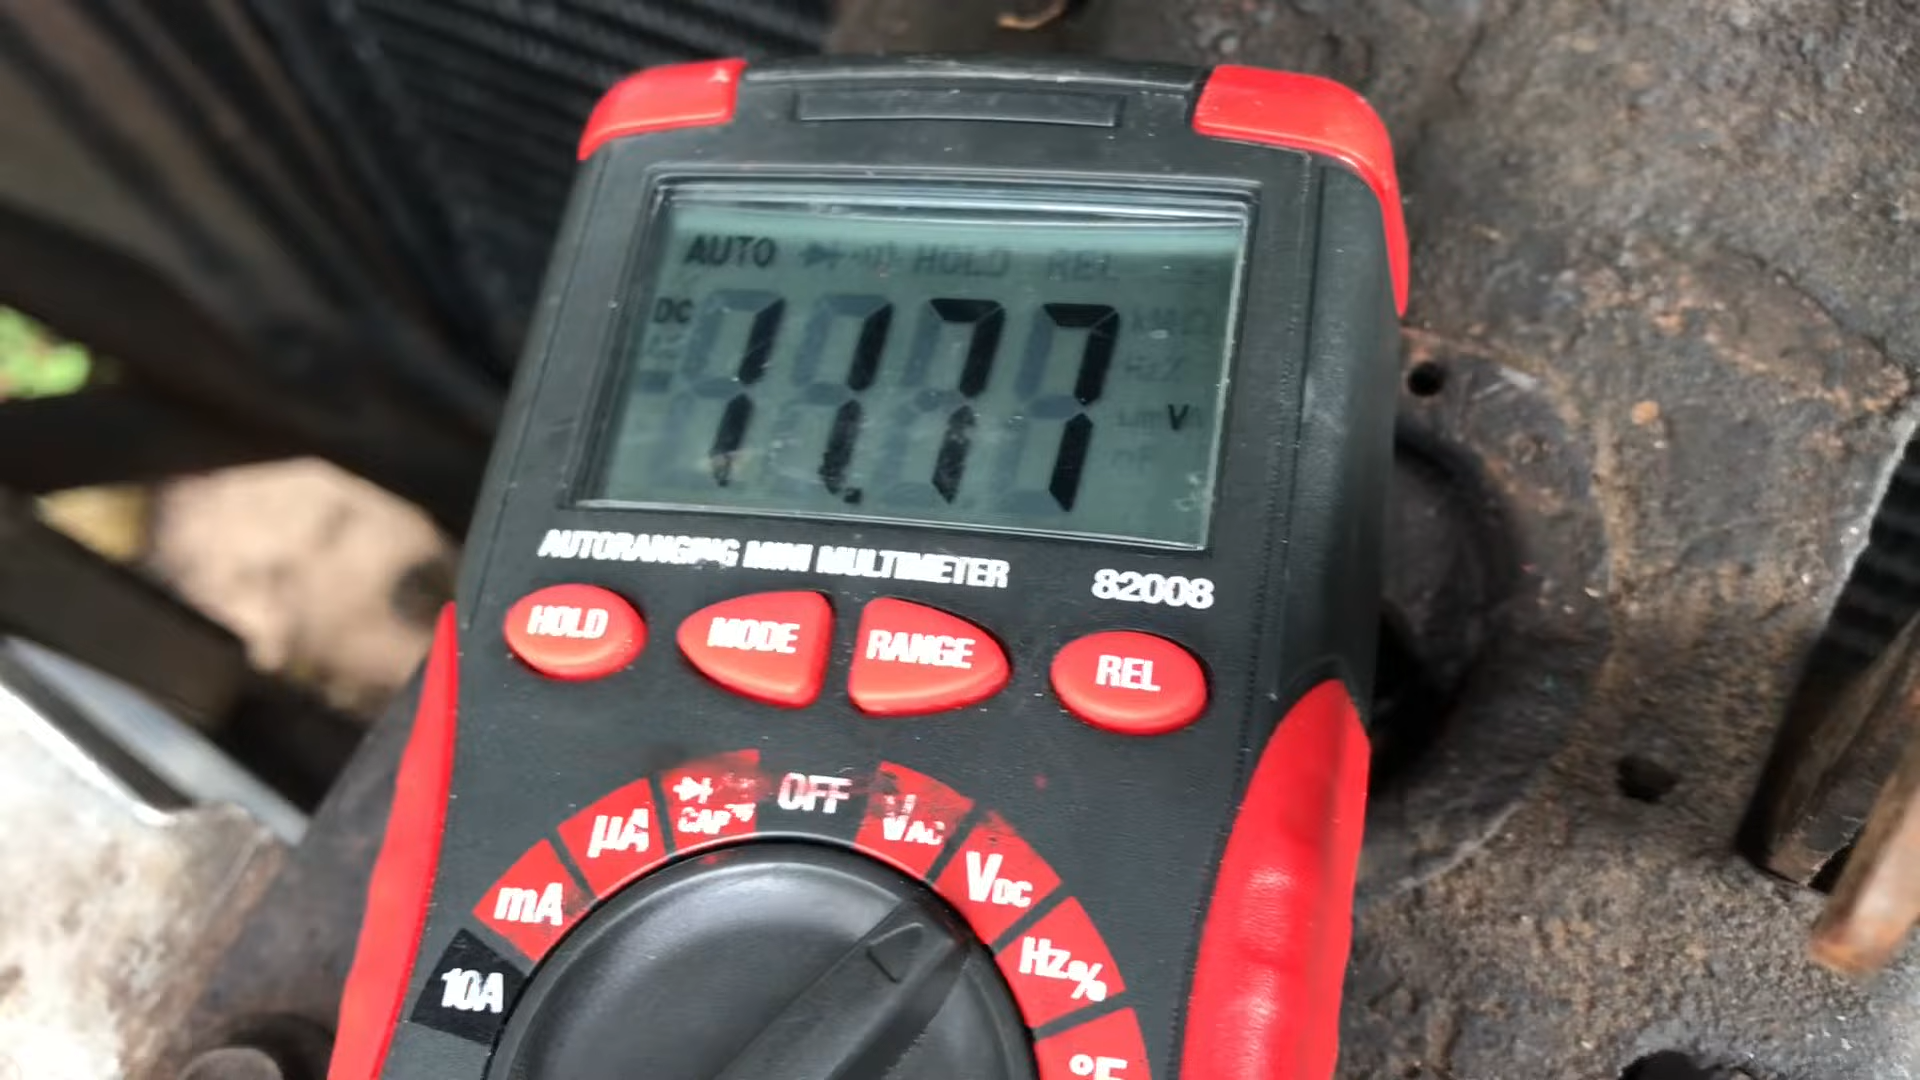 AUTO HOLD REL
DC 11.77 V
AUTORANGING MINI MULTIMETER 82008
HOLD MODE RANGE REL
OFF
CAP VAC
µA VDC
mA Hz%
10A °F